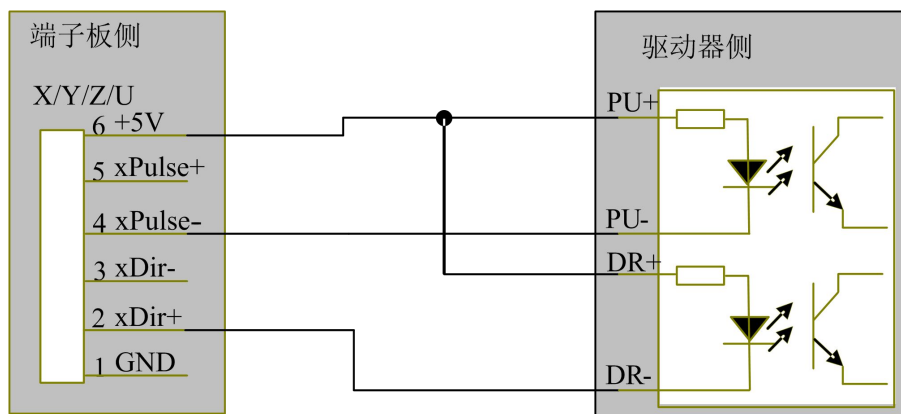 端子板侧
X/Y/Z/U
6 +5V
5 xPulse+
4 xPulse-
3 xDir-
2 xDir+
1 GND
驱动器侧
PU+
PU-
DR+
DR-